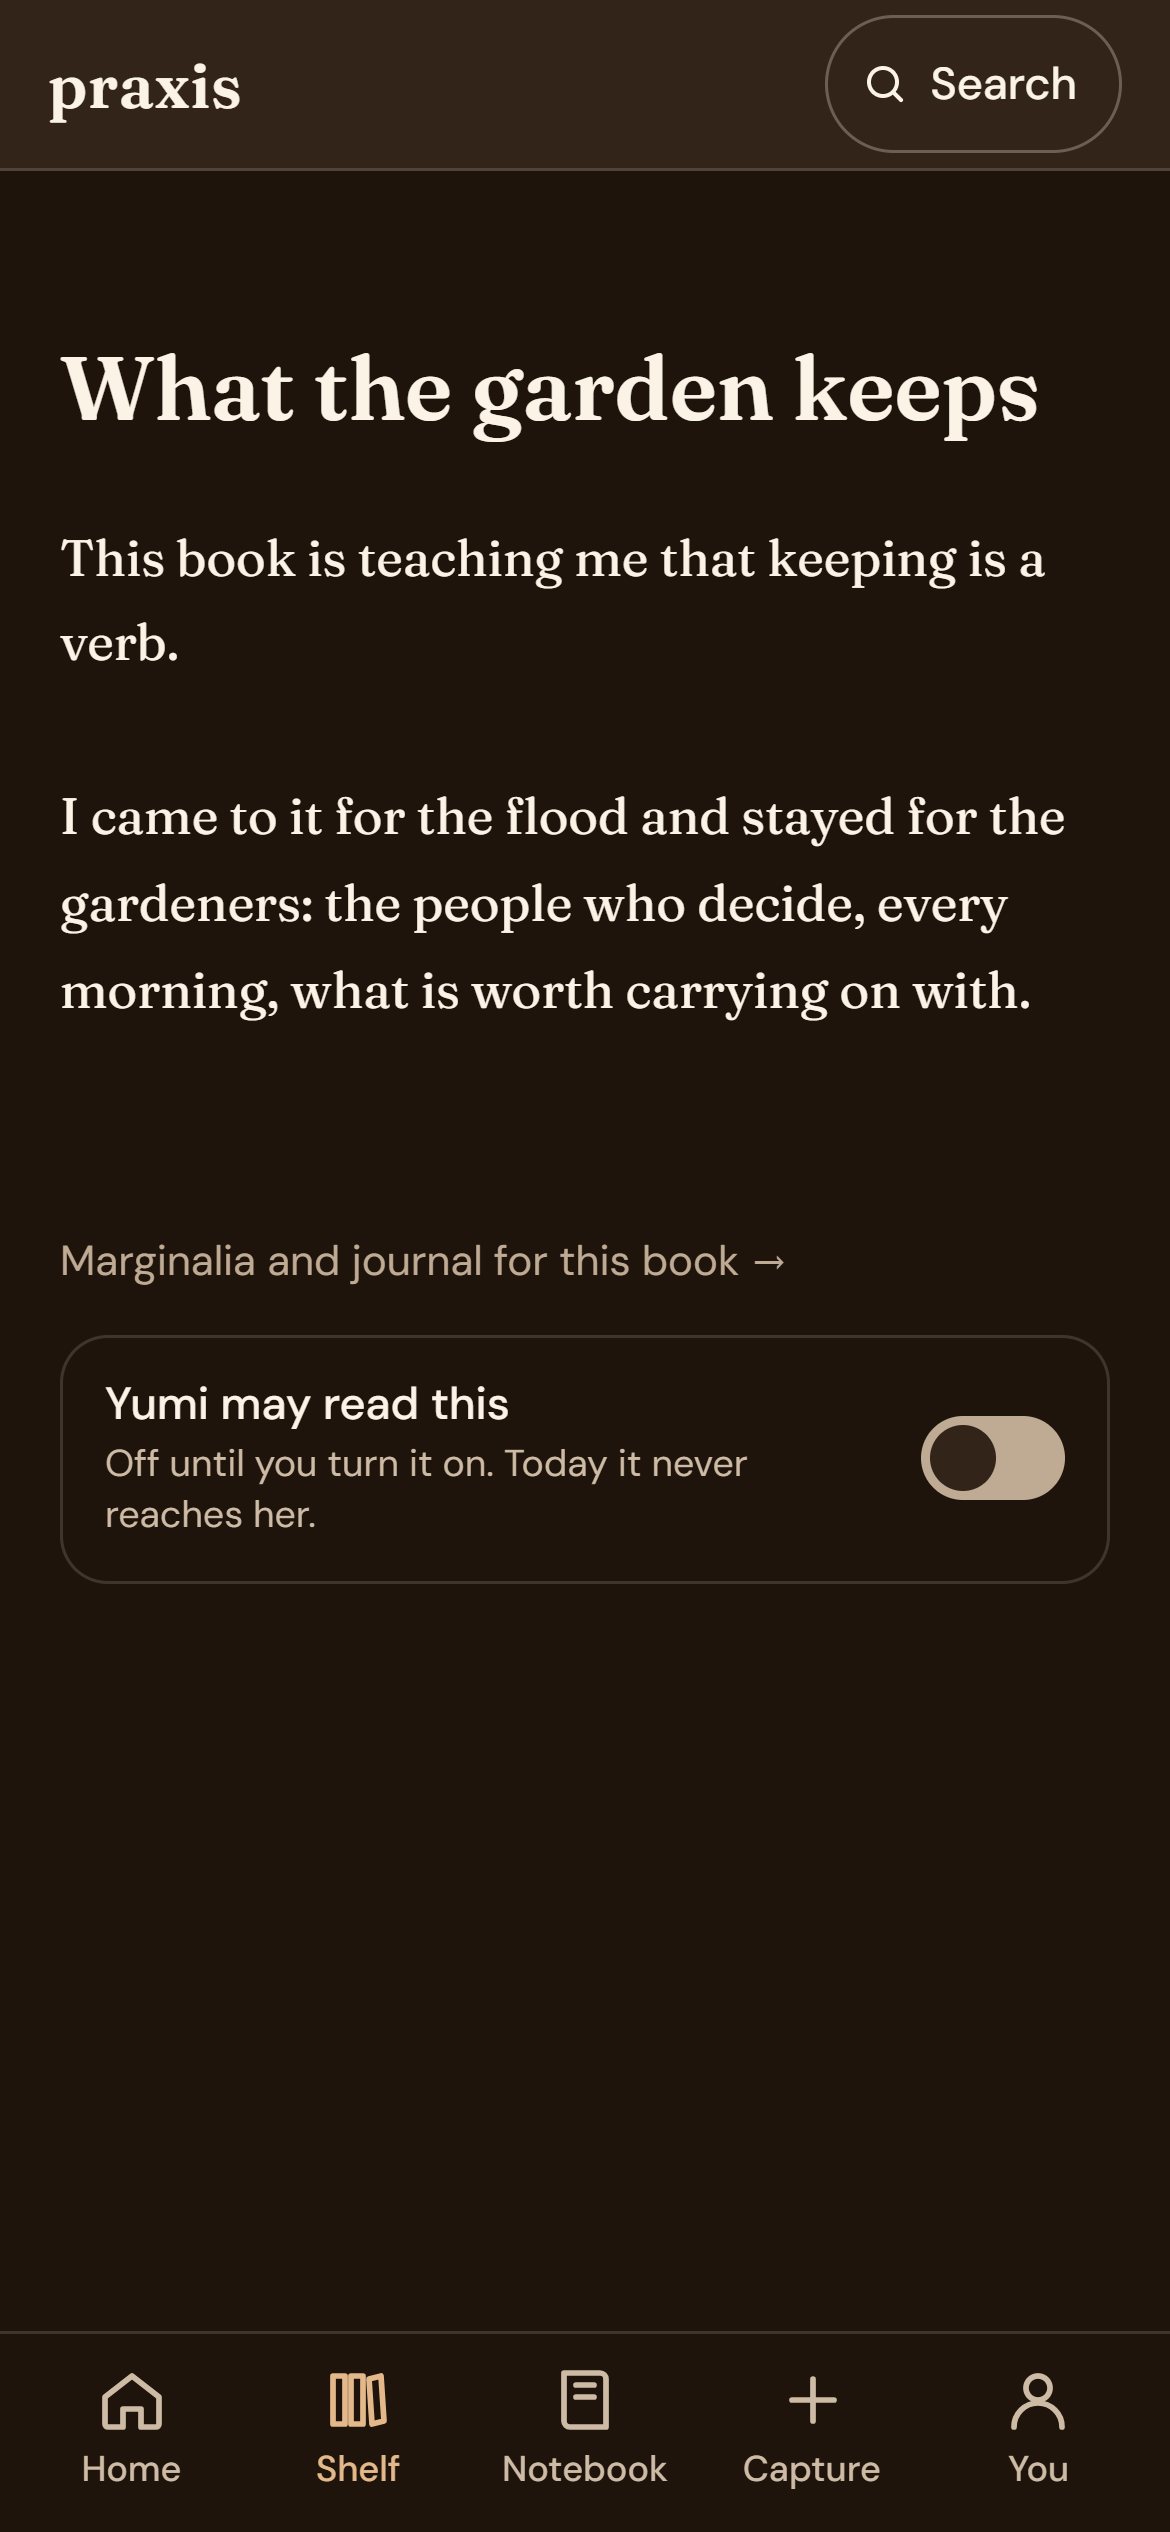 praxis
Search
What the garden keeps
This book is teaching me that keeping is a
verb.
I came to it for the flood and stayed for the
gardeners: the people who decide, every
morning, what is worth carrying on with.
Marginalia and journal for this book →
Yumi may read this
Off until you turn it on. Today it never
reaches her.
Home
Shelf
Notebook
Capture
You